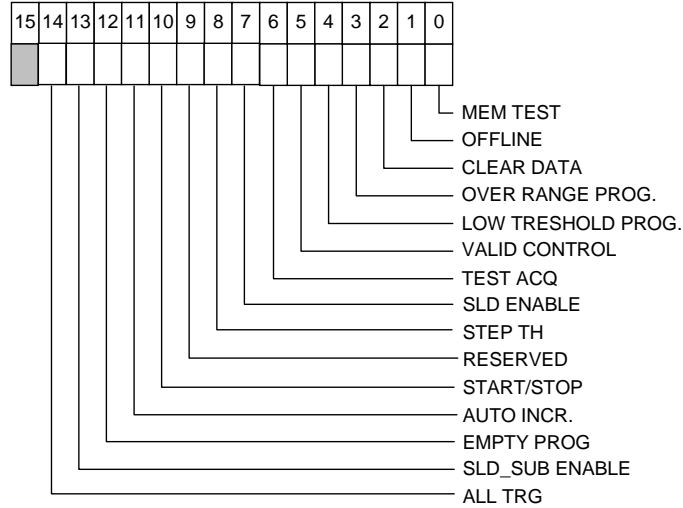 15 14 13 12 11 10 9 8 7 6 5 4 3 2 1 0
MEM TEST
OFFLINE
CLEAR DATA
OVER RANGE PROG.
LOW TRESHOLD PROG.
VALID CONTROL
TEST ACQ
SLD ENABLE
STEP TH
RESERVED
START/STOP
AUTO INCR.
EMPTY PROG
SLD_SUB ENABLE
ALL TRG